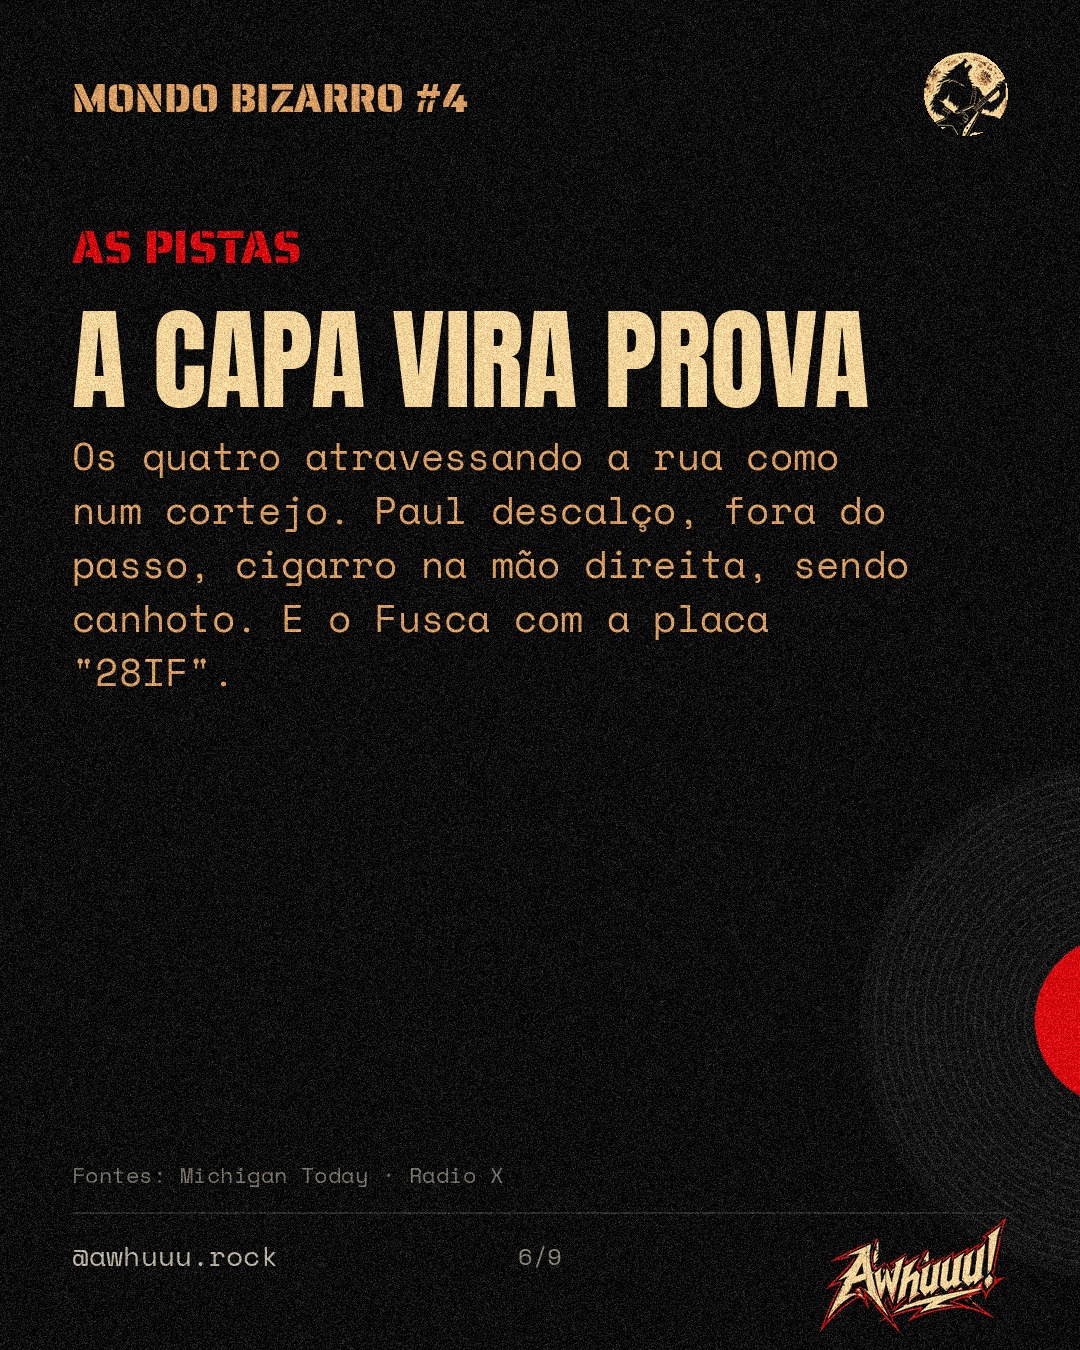 MONDO BIZARRO #4
AS PISTAS
A CAPA VIRA PROVA
Os quatro atravessando a rua como
num cortejo. Paul descalço, fora do
passo, cigarro na mão direita, sendo
canhoto. E o Fusca com a placa
"28IF".
Fontes: Michigan Today · Radio X
@awhuuu.rock
6/9
Awhuuu!